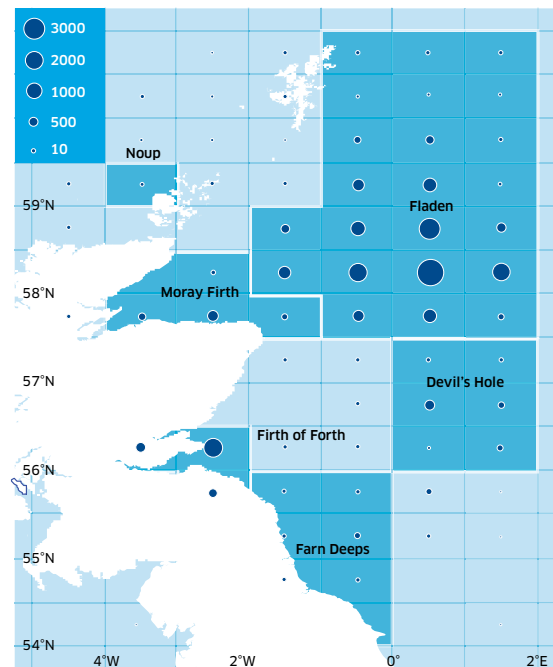 3000
2000
1000
500
10
Noup
59°N
Fladen
58°N
Moray Firth
57°N
Devil's Hole
Firth of Forth
56°N
Farn Deeps
55°N
54°N
4°W
2°W
0°
2°E